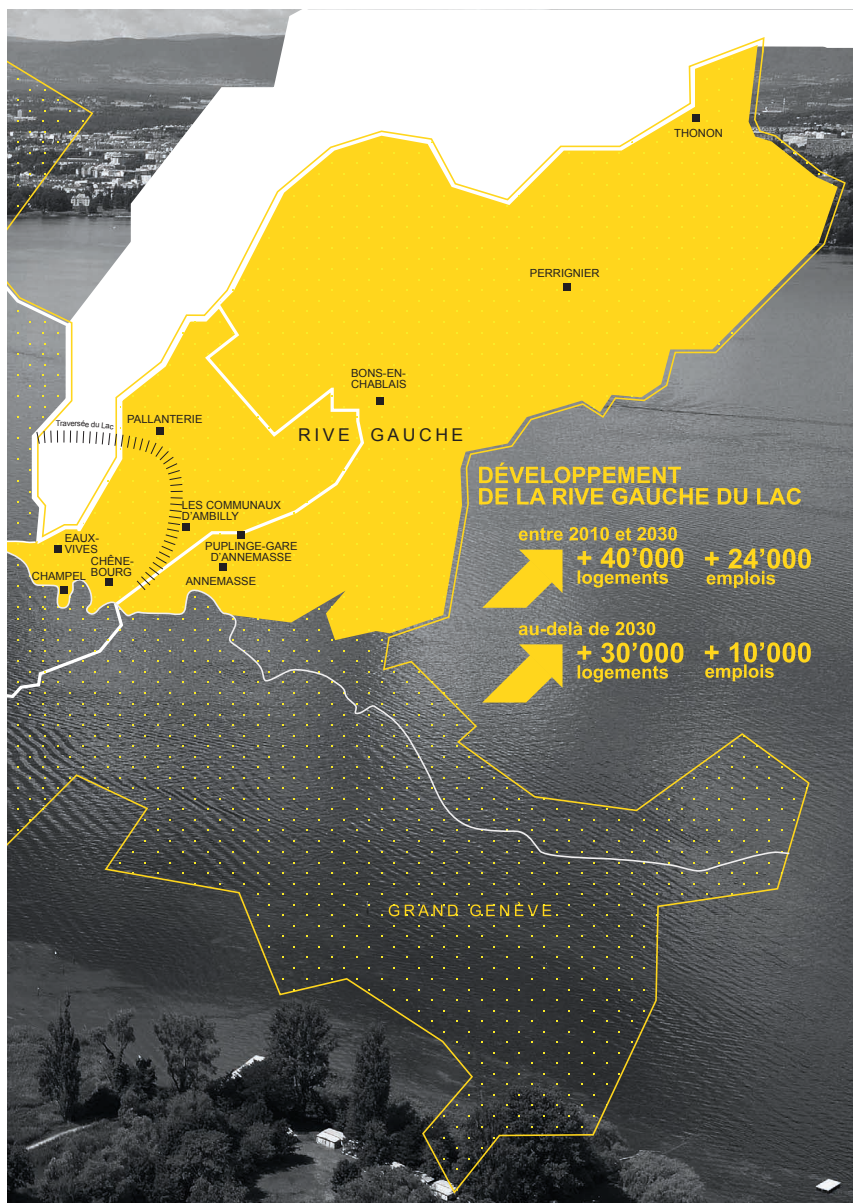 THONON
PERRIGNIER
BONS-EN-
CHABLAIS
PALLANTERIE
Traversée du Lac
RIVE GAUCHE
LES COMMUNAUX
D'AMBILLY
EAUX-
VIVES
CHÊNE-
BOURG
CHAMPEL
PUPLINGE-GARE
D'ANNEMASSE
ANNEMASSE
DÉVELOPPEMENT
DE LA RIVE GAUCHE DU LAC
entre 2010 et 2030
+ 40’000 + 24’000
logements emplois
au-delà de 2030
+ 30’000 + 10’000
logements emplois
GRAND GENÈVE